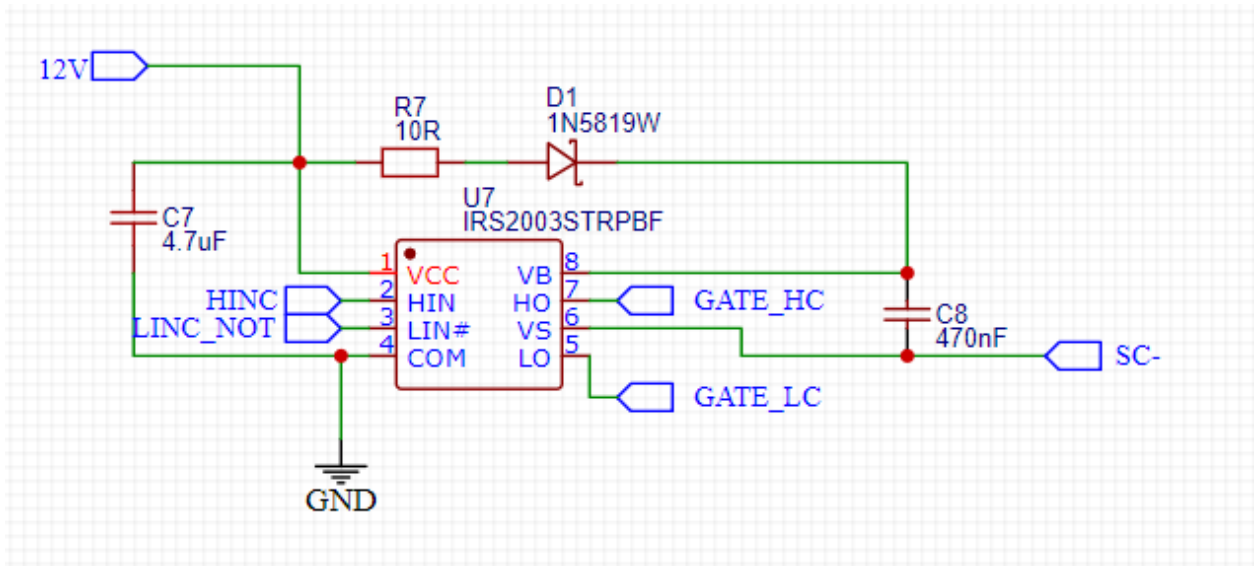 12V
R7
10R
D1
1N5819W
C7
4.7uF
U7
IRS2003STRPBF
1 VCC VB 8
HINC 2 HIN HO 7 GATE_HC
LINC_NOT 3 LIN# VS 6
4 COM LO 5
C8
470nF
SC-
GATE_LC
GND